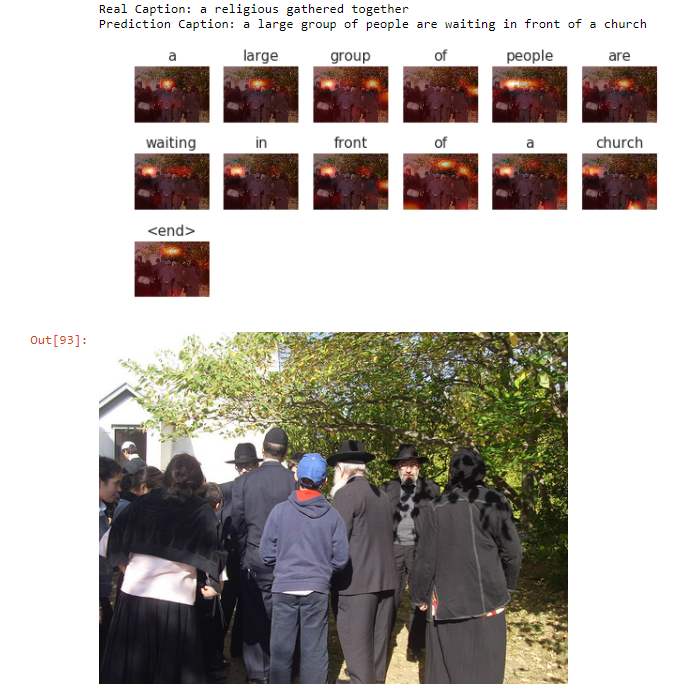 Real Caption: a religious gathered together
Prediction Caption: a large group of people are waiting in front of a church
a large group of people are
waiting in front of a church
<end>
Out[93]: